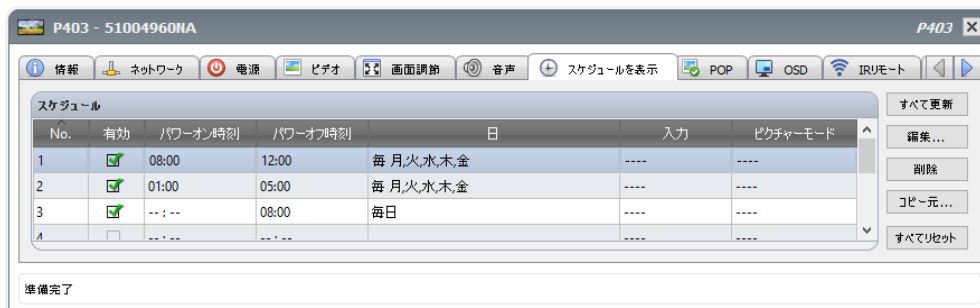 P403 - 51004960NA P403
情報 ネットワーク 電源 ビデオ 画面調節 音声 スケジュールを表示 POP OSD IRリモート
スケジュール すべて更新
No. 有効 パワーオン時刻 パワーオフ時刻 日 入力 ピクチャーモード
編集...
1 08:00 12:00 毎 月,火,水,木,金 ---- ----
削除
2 01:00 05:00 毎 月,火,水,木,金 ---- ----
3 -- : -- 08:00 毎日 ---- ----
コピー元...
4 -- : -- -- : -- ---- ----
すべてリセット
準備完了